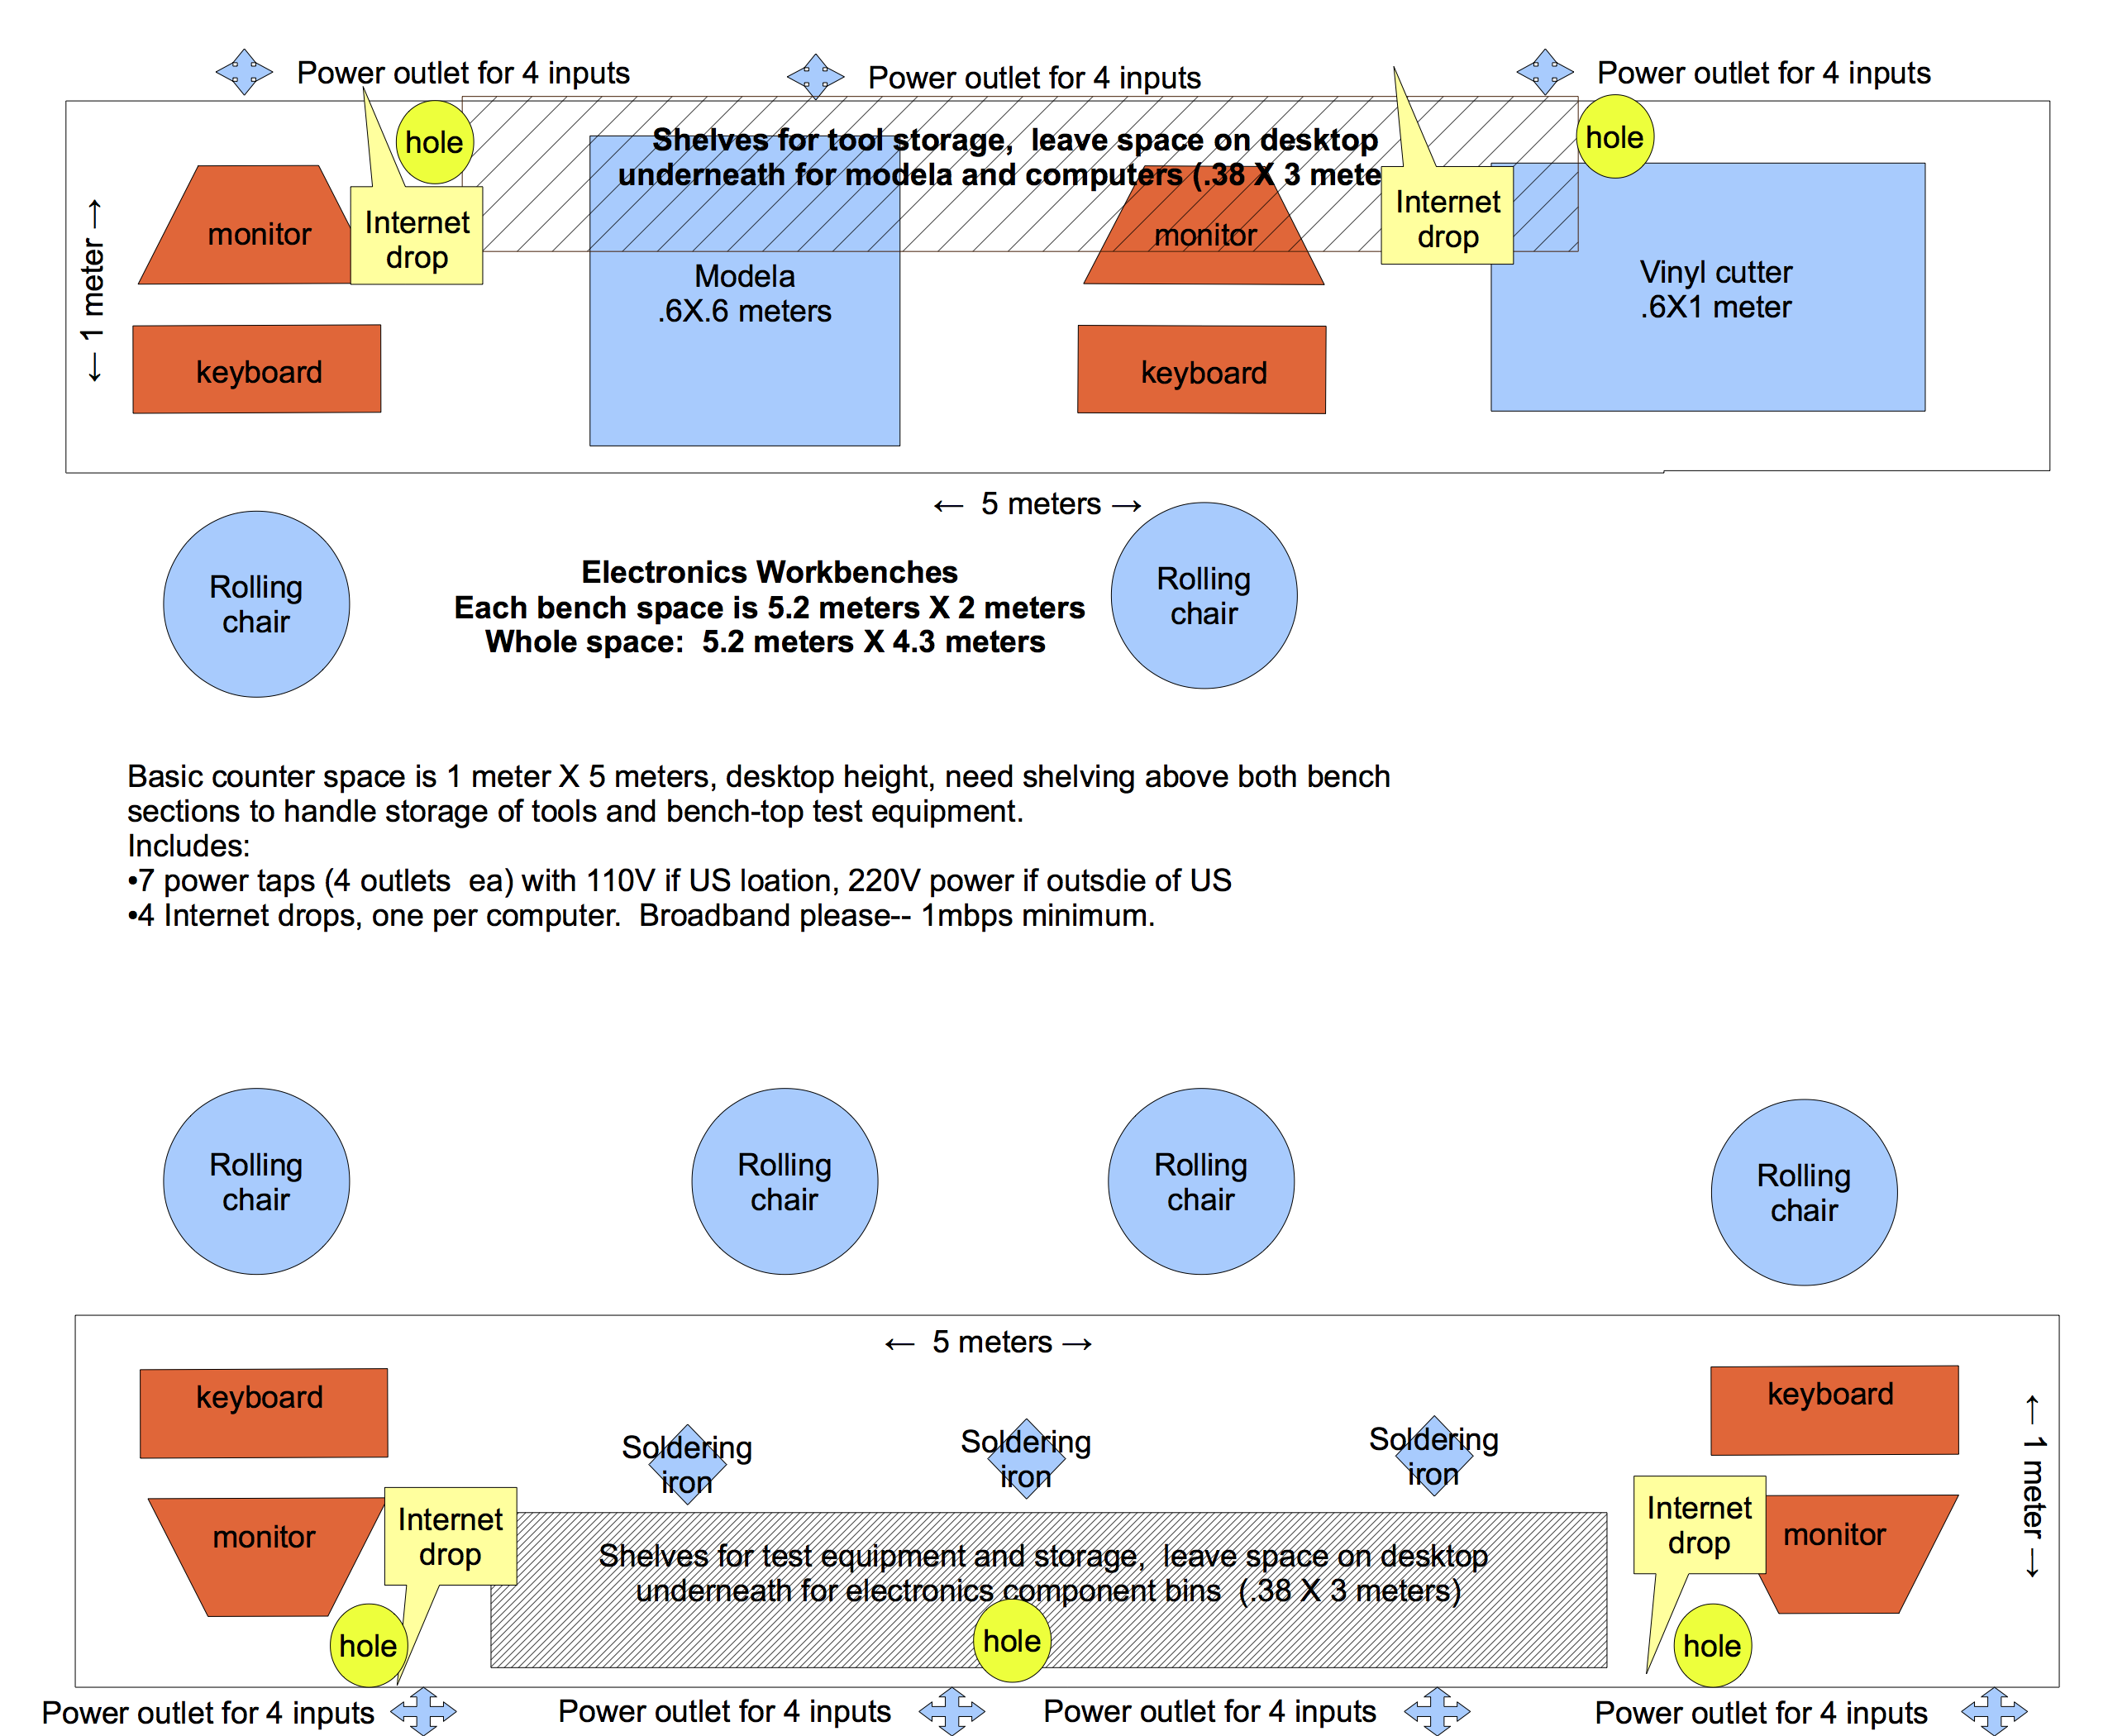 Power outlet for 4 inputs
Power outlet for 4 inputs
Power outlet for 4 inputs
hole
hole
Shelves for tool storage,  leave space on desktop
underneath for modela and computers (.38 X 3 mete
← 1 meter →
monitor
Internet
drop
Modela
.6X.6 meters
monitor
Internet
drop
Vinyl cutter
.6X1 meter
keyboard
keyboard
← 5 meters →
Rolling
chair
Electronics Workbenches
Each bench space is 5.2 meters X 2 meters
Whole space:  5.2 meters X 4.3 meters
Rolling
chair
Basic counter space is 1 meter X 5 meters, desktop height, need shelving above both bench
sections to handle storage of tools and bench-top test equipment.
Includes:
•7 power taps (4 outlets  ea) with 110V if US loation, 220V power if outsdie of US
•4 Internet drops, one per computer.  Broadband please-- 1mbps minimum.
Rolling
chair
Rolling
chair
Rolling
chair
Rolling
chair
← 5 meters →
keyboard
keyboard
← 1 meter →
Soldering
iron
Soldering
iron
Soldering
iron
monitor
Internet
drop
Shelves for test equipment and storage,  leave space on desktop
underneath for electronics component bins  (.38 X 3 meters)
Internet
drop
monitor
hole
hole
hole
Power outlet for 4 inputs
Power outlet for 4 inputs
Power outlet for 4 inputs
Power outlet for 4 inputs